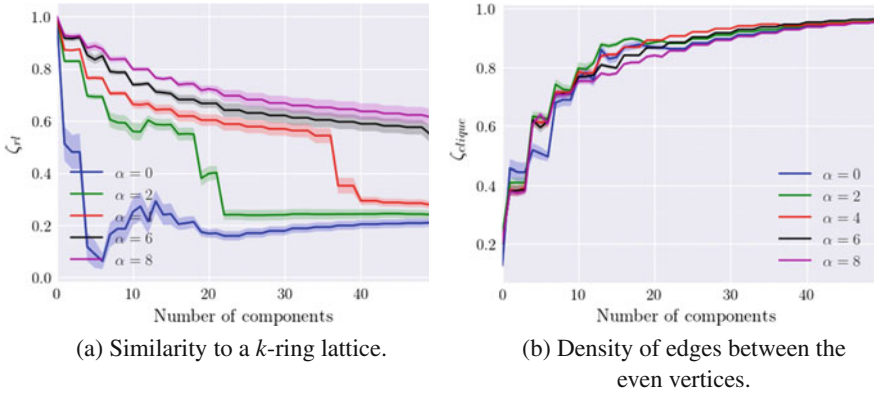 1.0
0.8
0.6
0.4
0.2
0.0
ζrl
α = 0
α = 2
α = 4
α = 6
α = 8
0 10 20 30 40
Number of components
(a) Similarity to a k-ring lattice.
1.0
0.8
0.6
0.4
0.2
ζclique
α = 0
α = 2
α = 4
α = 6
α = 8
0 10 20 30 40
Number of components
(b) Density of edges between the
even vertices.